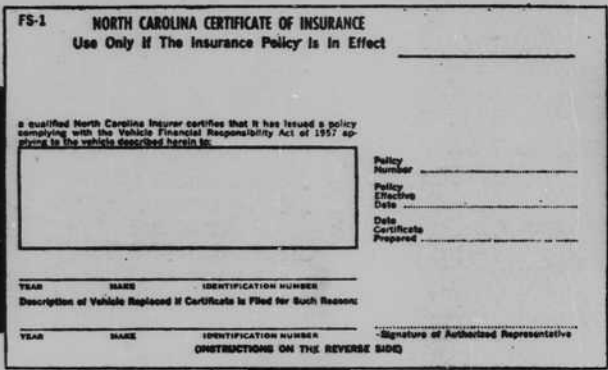 FS-1
NORTH CAROLINA CERTIFICATE OF INSURANCE
Use Only If The Insurance Policy Is In Effect
a qualified North Carolina Insurer certifies that it has issued a policy
complying with the Vehicle Financial Responsibility Act of 1957 ap-
plying to the vehicle described herein to:
Policy
Number
Policy
Effective
Date
Date
Certificate
Prepared
YEAR MAKE IDENTIFICATION NUMBER
Description of Vehicle Replaced if Certificate is Filed for Such Reason:
YEAR MAKE IDENTIFICATION NUMBER
Signature of Authorized Representative
(INSTRUCTIONS ON THE REVERSE SIDE)